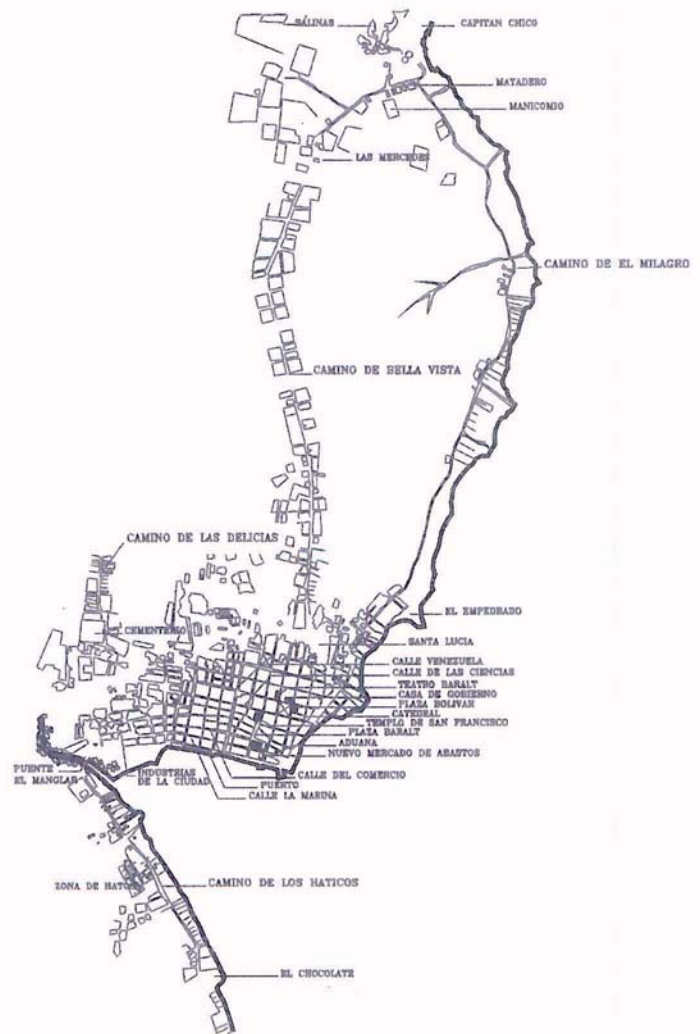 SALINAS
CAPITAN CHICO
MATADERO
MANICOMIO
LAS MERCEDES
CAMINO DE EL MILAGRO
CAMINO DE BELLA VISTA
CAMINO DE LAS DELICIAS
EL EMPEDRADO
CEMENTERIO
SANTA LUCIA
CALLE VENEZUELA
CALLE DE LAS CIENCIAS
TEATRO BARALT
CASA DE GOBIERNO
PLAZA BOLIVAR
CATEDRAL
TEMPLO DE SAN FRANCISCO
PLAZA BARALT
ADUANA
NUEVO MERCADO DE ABASTOS
PUENTE
EL MANGLAR
INDUSTRIAS
DE LA CIUDAD
CALLE DEL COMERCIO
PUERTO
CALLE LA MARINA
ZONA DE HATOS
CAMINO DE LOS HATICOS
EL CHOCOLATE